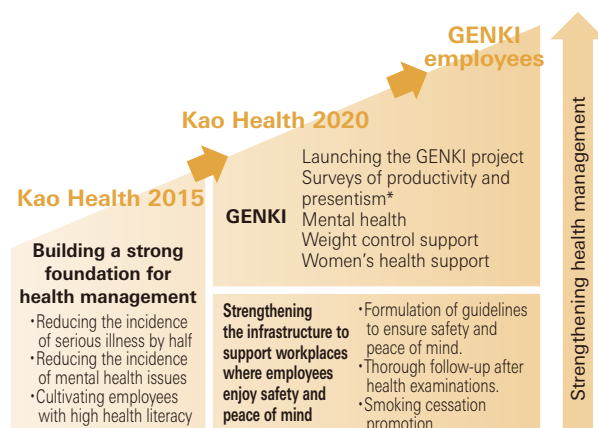 GENKI
employees
Kao Health 2020
Kao Health 2015
Building a strong
foundation for
health management
・Reducing the incidence
of serious illness by half
・Reducing the incidence
of mental health issues
・Cultivating employees
with high health literacy
GENKI
Launching the GENKI project
Surveys of productivity and
presentism*
Mental health
Weight control support
Women's health support
Strengthening
the infrastructure to
support workplaces
where employees
enjoy safety and
peace of mind
・Formulation of guidelines
to ensure safety and
peace of mind.
・Thorough follow-up after
health examinations.
・Smoking cessation
promotion
Strengthening health management